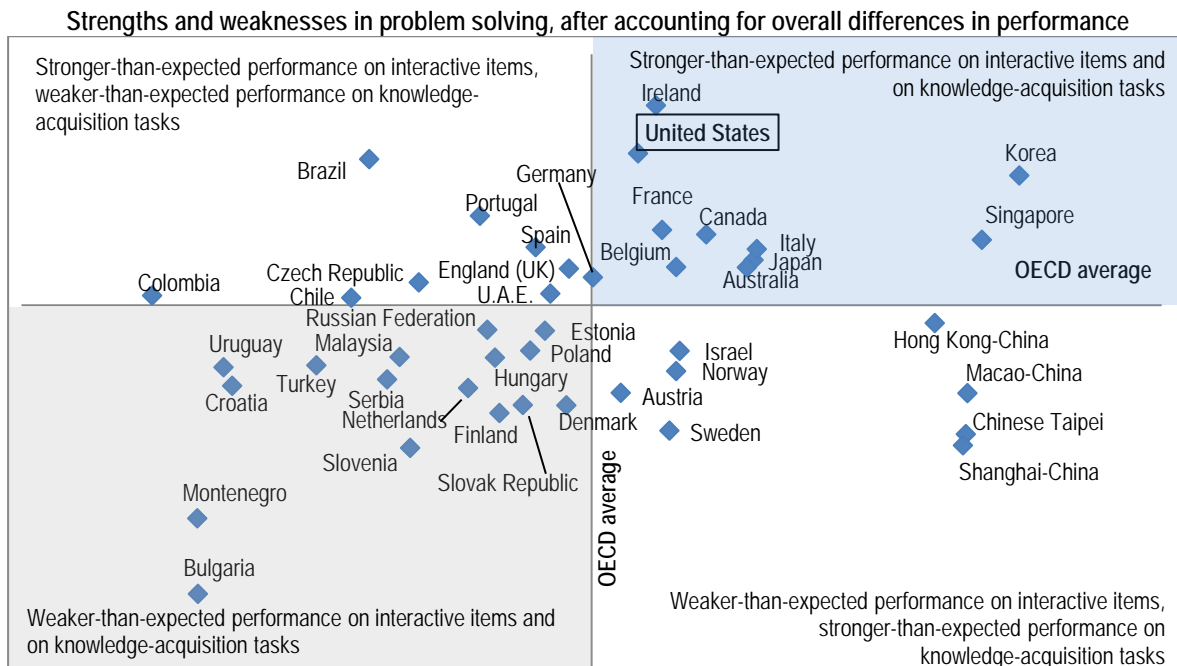 Strengths and weaknesses in problem solving, after accounting for overall differences in performance
Stronger-than-expected performance on interactive items,
weaker-than-expected performance on knowledge-
acquisition tasks
Stronger-than-expected performance on interactive items and
on knowledge-acquisition tasks
Ireland
United States
Brazil
Germany
Korea
Portugal
France
Canada
Singapore
Spain
Belgium
Italy
Japan
Australia
England (UK)
Czech Republic
Colombia
Chile
U.A.E.
OECD average
Russian Federation
Estonia
Hong Kong-China
Uruguay
Malaysia
Poland
Israel
Norway
Turkey
Hungary
Croatia
Serbia
Netherlands
Austria
Macao-China
Finland
Denmark
Sweden
Chinese Taipei
Slovenia
Slovak Republic
Shanghai-China
Montenegro
OECD average
Bulgaria
Weaker-than-expected performance on interactive items and
on knowledge-acquisition tasks
Weaker-than-expected performance on interactive items,
stronger-than-expected performance on
knowledge-acquisition tasks